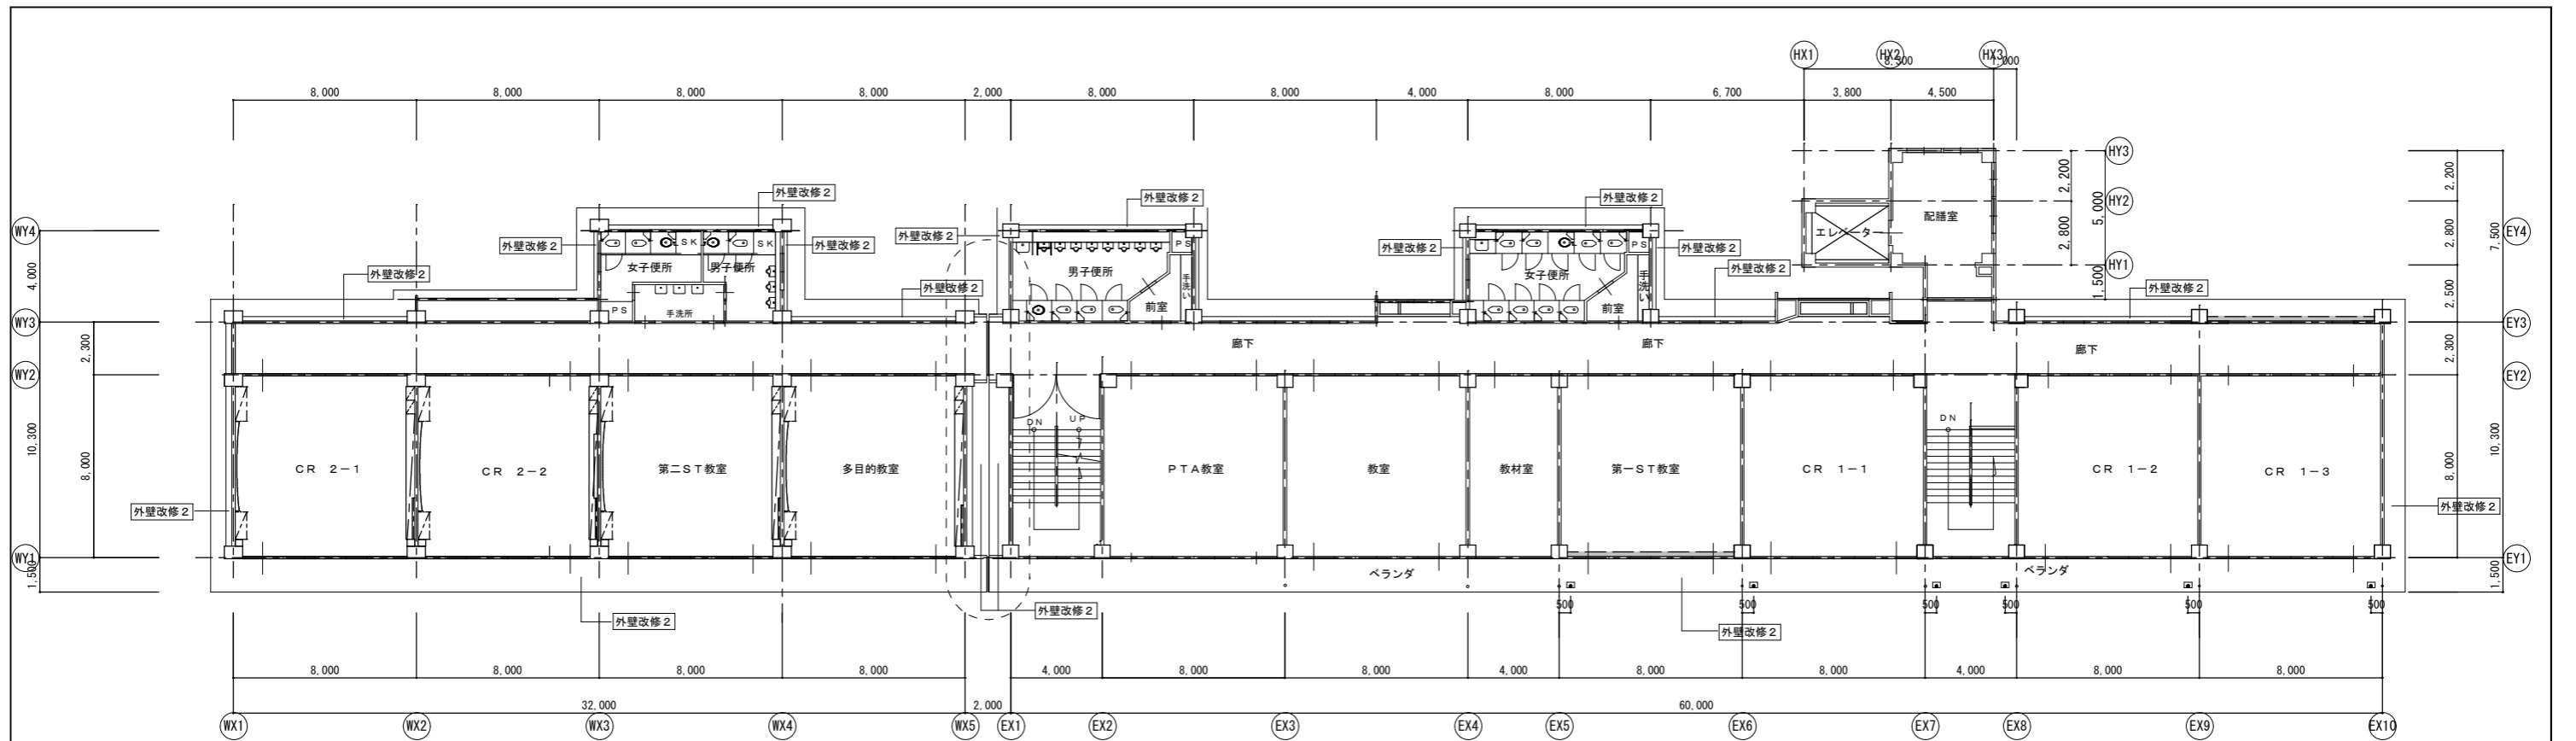 HX1 HX2 HX3
8,300 1,000
8,000 8,000 8,000 8,000 2,000 8,000 8,000 4,000 8,000 6,700 3,800 4,500
HY3
外壁改修2 外壁改修2 外壁改修2
2,200 2,200
HY2
5,000
WY4 EY4
外壁改修2 外壁改修2 外壁改修2 外壁改修2 外壁改修2
SK SK PS PS
配膳室
エレベーター
2,800 2,800 7,500
女子便所 男子便所 男子便所 女子便所
HY1
外壁改修2 外壁改修2
4,000
手洗い 手洗い
1,500 2,500
外壁改修2 外壁改修2
PS 手洗所 前室 前室
WY3 EY3
廊下 廊下 廊下
2,300 2,300
WY2 EY2
DN UP DN
10,300 8,000 8,000 10,300
CR 2-1 CR 2-2 第二ST教室 多目的教室 PTA教室 教室 教材室 第一ST教室 CR 1-1 CR 1-2 CR 1-3
外壁改修2 外壁改修2
WY1 EY1
1,500 1,500
ベランダ ベランダ
500 500 500 500 500 500
外壁改修2 外壁改修2 外壁改修2
8,000 8,000 8,000 8,000 4,000 8,000 8,000 4,000 8,000 8,000 4,000 8,000 8,000
32,000 2,000 60,000
WX1 WX2 WX3 WX4 WX5 EX1 EX2 EX3 EX4 EX5 EX6 EX7 EX8 EX9 EX10